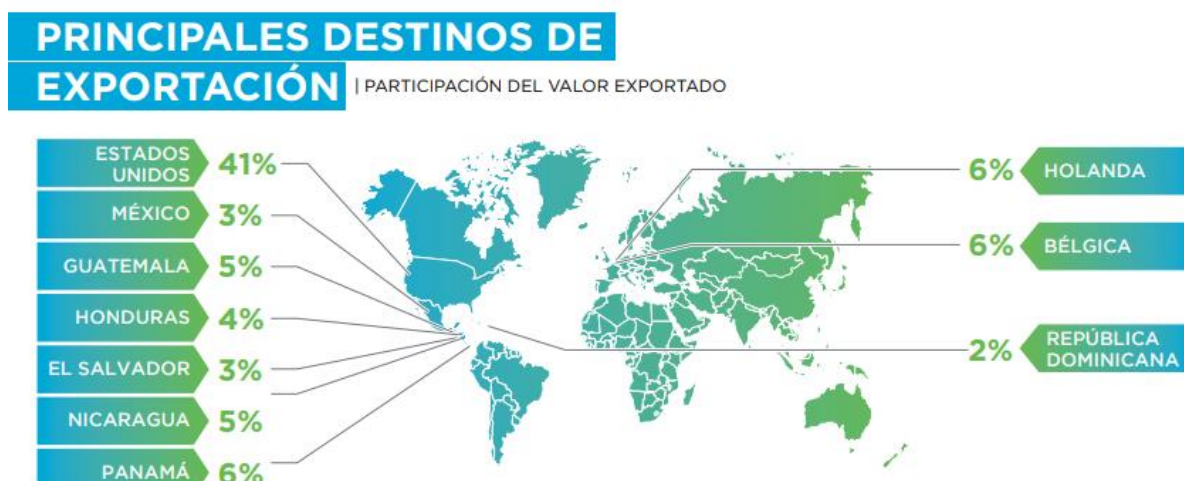 PRINCIPALES DESTINOS DE
EXPORTACIÓN | PARTICIPACIÓN DEL VALOR EXPORTADO
ESTADOS
UNIDOS 41%
MÉXICO 3%
GUATEMALA 5%
HONDURAS 4%
EL SALVADOR 3%
NICARAGUA 5%
PANAMÁ 6%
6% HOLANDA
6% BÉLGICA
2% REPÚBLICA
DOMINICANA